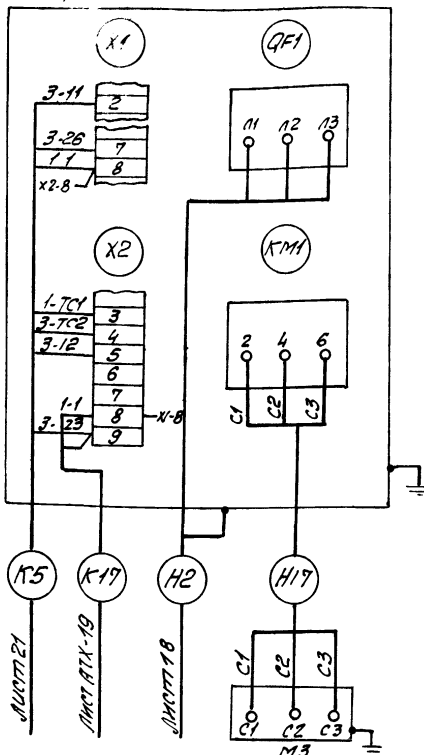 X1
QF1
3-11
2
Л1 Л2 Л3
3-26
7
1-1
8
X2-8
X2
KM1
1-TC1
3
3-TC2
4
3-12
5
2 4 6
6
7
1-1
8
X1-8
3-23
9
C1 C2 C3
K5
K17
H2
H17
Лист 21
Лист АТХ-19
Лист 18
C1 C2 C3
C1 C2 C3
M3